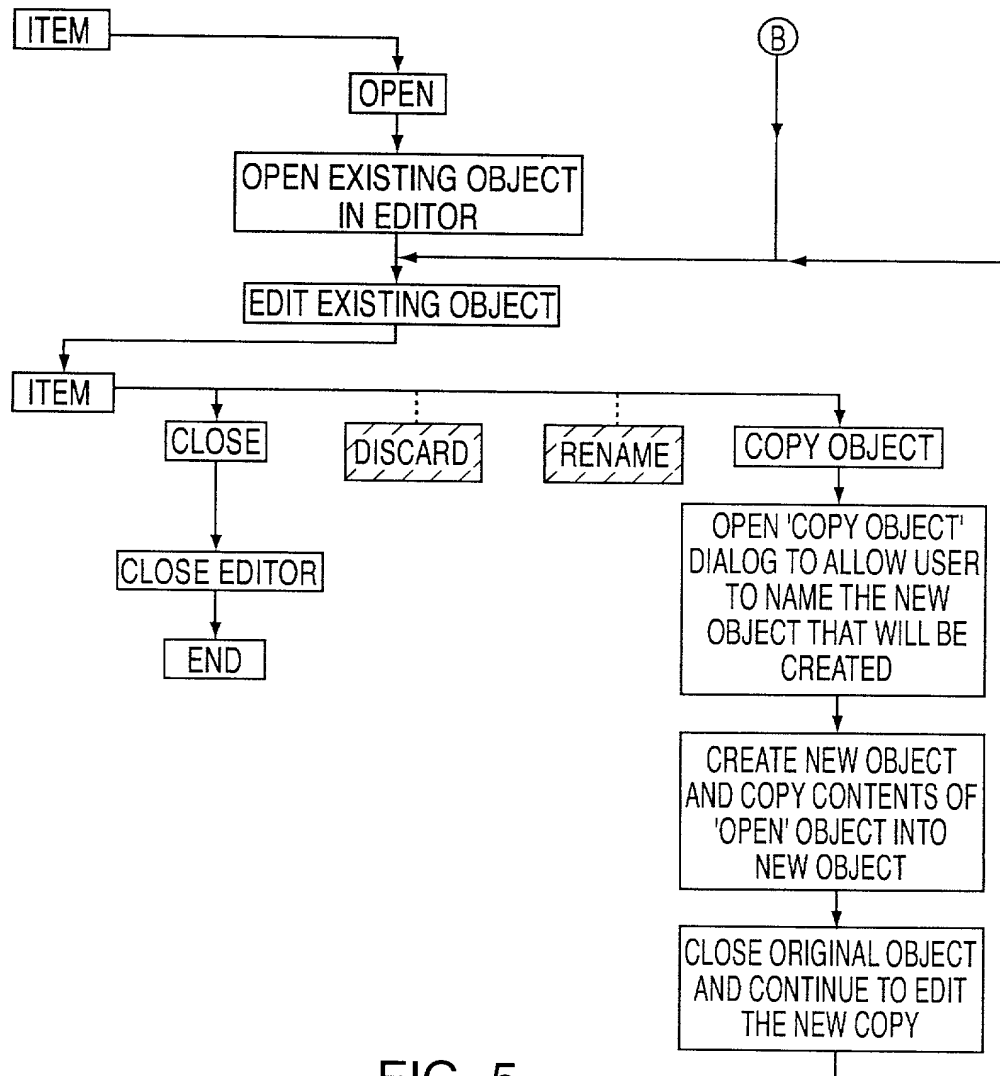 ITEM
B
OPEN
OPEN EXISTING OBJECT
IN EDITOR
EDIT EXISTING OBJECT
ITEM
CLOSE
DISCARD
RENAME
COPY OBJECT
OPEN 'COPY OBJECT'
DIALOG TO ALLOW USER
TO NAME THE NEW
OBJECT THAT WILL BE
CREATED
CLOSE EDITOR
END
CREATE NEW OBJECT
AND COPY CONTENTS OF
'OPEN' OBJECT INTO
NEW OBJECT
CLOSE ORIGINAL OBJECT
AND CONTINUE TO EDIT
THE NEW COPY
FIG. 5